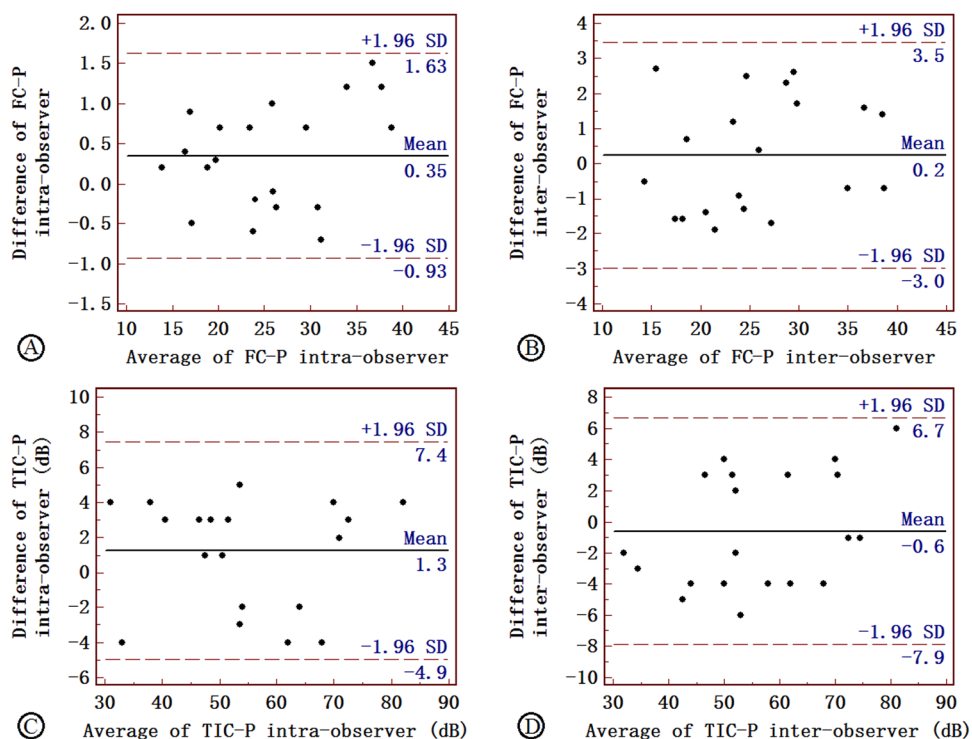 2.0
1.5
1.0
0.5
0.0
-0.5
-1.0
-1.5
Difference of FC-P
intra-observer
+1.96 SD
1.63
Mean
0.35
-1.96 SD
-0.93
10 15 20 25 30 35 40 45
Average of FC-P intra-observer
A
4
3
2
1
0
-1
-2
-3
-4
Difference of FC-P
inter-observer
+1.96 SD
3.5
Mean
0.2
-1.96 SD
-3.0
10 15 20 25 30 35 40 45
Average of FC-P inter-observer
B
10
8
6
4
2
0
-2
-4
-6
Difference of TIC-P
intra-observer (dB)
+1.96 SD
7.4
Mean
1.3
-1.96 SD
-4.9
30 40 50 60 70 80 90
Average of TIC-P intra-observer (dB)
C
8
6
4
2
0
-2
-4
-6
-8
-10
Difference of TIC-P
inter-observer (dB)
+1.96 SD
6.7
Mean
-0.6
-1.96 SD
-7.9
30 40 50 60 70 80 90
Average of TIC-P inter-observer (dB)
D